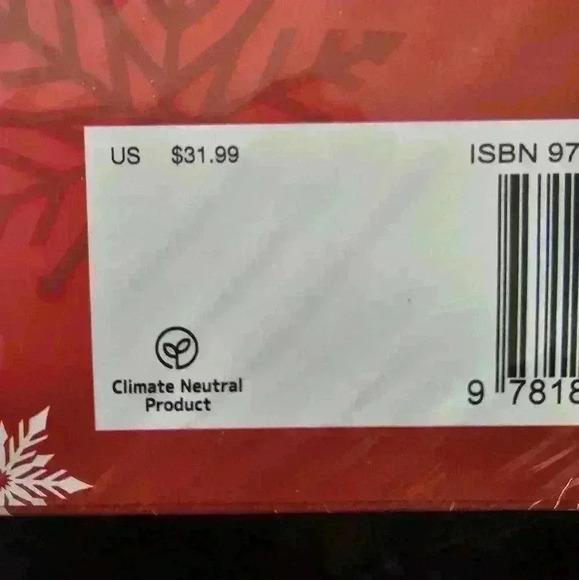 US $31.99
ISBN 97
Climate Neutral
Product
9 7818